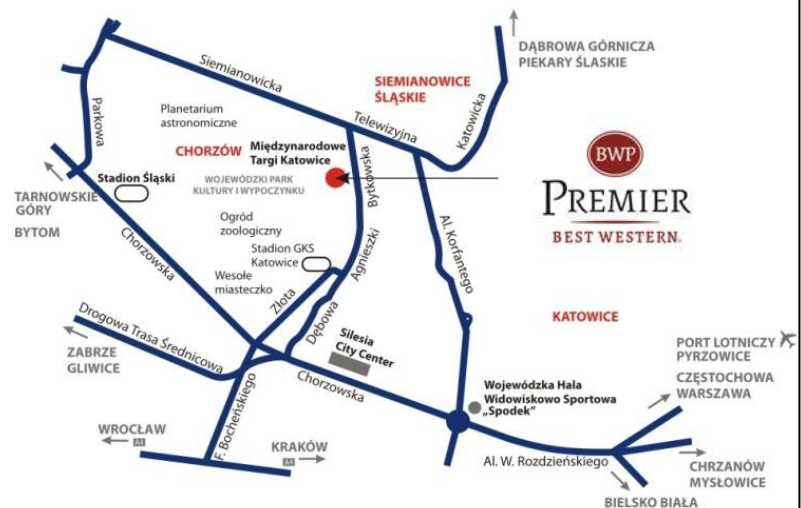 DĄBROWA GÓRNICZA
PIEKARY ŚLASKIE
Siemianowicka
SIEMIANOWICE
ŚLĄSKIE
Katowicka
Telewizyjna
Planetarium
astronomiczne
Parkowa
CHORZÓW
Międzynarodowe
Targi Katowice
Bytkowska
BWP
PREMIER
BEST WESTERN.
Stadion Śląski
WOJEWÓDZKI PARK
KULTURY I WYPOCZYNKU
TARNOWSKIE
GÓRY
BYTOM
Ogród
zoologiczny
Al. Korfantego
Chorzowska
Stadion GKS
Katowice
Agnieszki
Wesołe
miasteczko
Złota
Dębowa
Drogowa Trasa Średnicowa
KATOWICE
Silesia
City Center
PORT LOTNICZY
PYRZOWICE
ZABRZE
GLIWICE
CZĘSTOCHOWA
WARSZAWA
Chorzowska
Wojewódzka Hala
Widowiskowo Sportowa
„Spodek”
F. Bocheńskiego
WROCŁAW
A4
KRAKÓW
A4
Al. W. Rozdzieńskiego
CHRZANÓW
MYSŁOWICE
BIELSKO BIAŁA